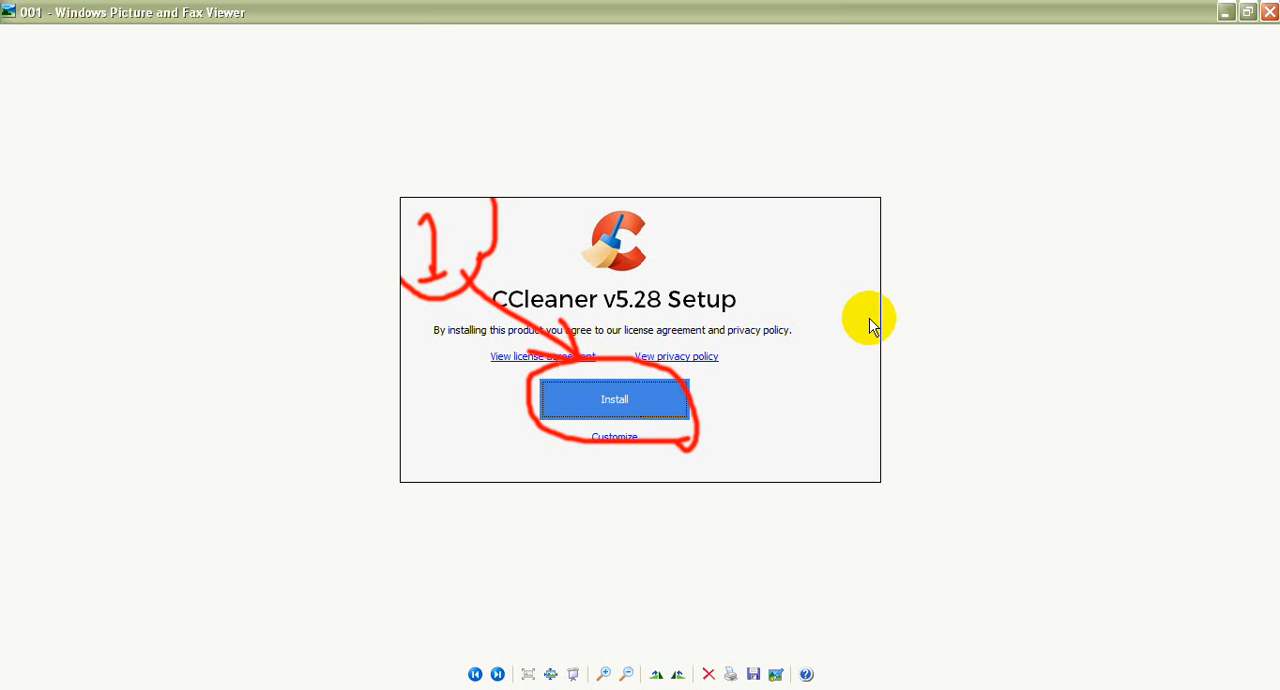 001 - Windows Picture and Fax Viewer
1
CCleaner v5.28 Setup
By installing this product you agree to our license agreement and privacy policy.
View license agreement View privacy policy
Install
Customize